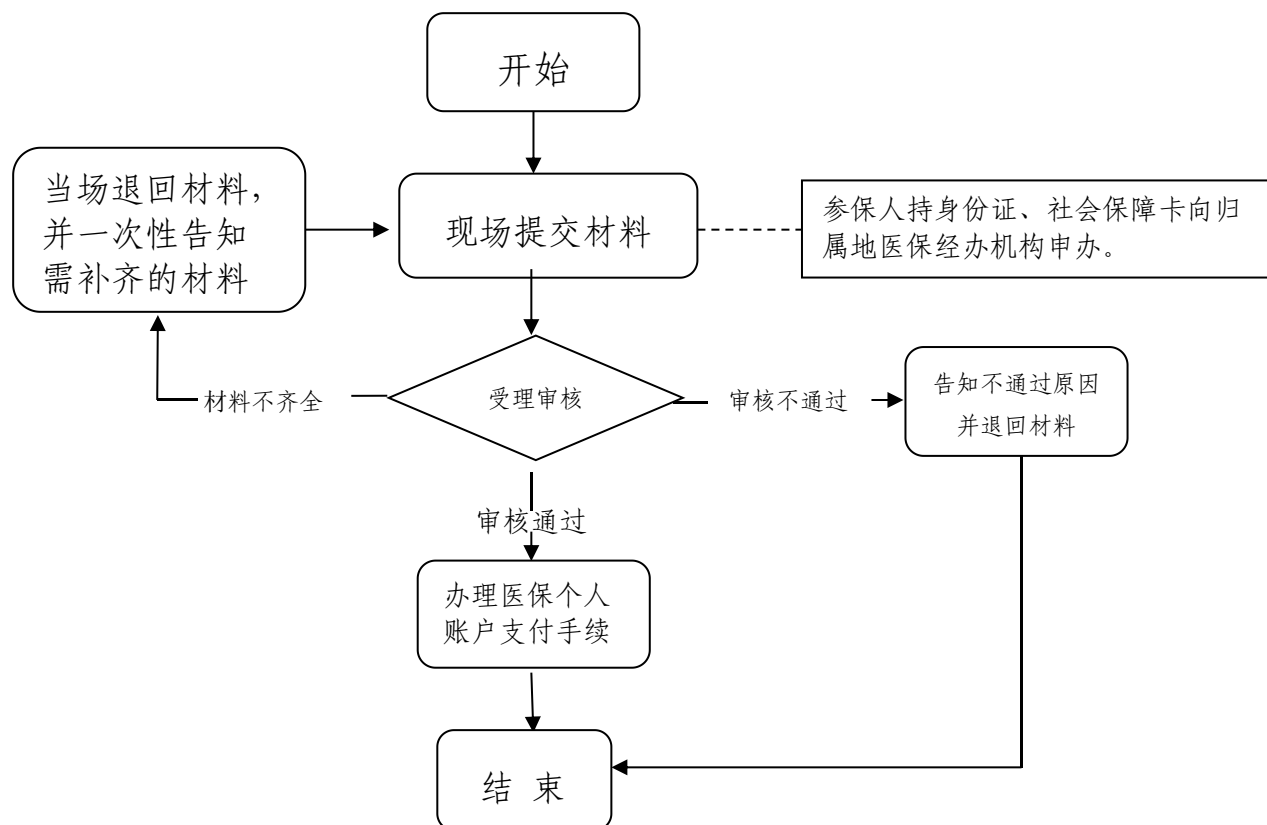 开始
当场退回材料，
并一次性告知
需补齐的材料
现场提交材料
参保人持身份证、社会保障卡向归
属地医保经办机构申办。
材料不齐全
受理审核
审核不通过
告知不通过原因
并退回材料
审核通过
办理医保个人
账户支付手续
结 束